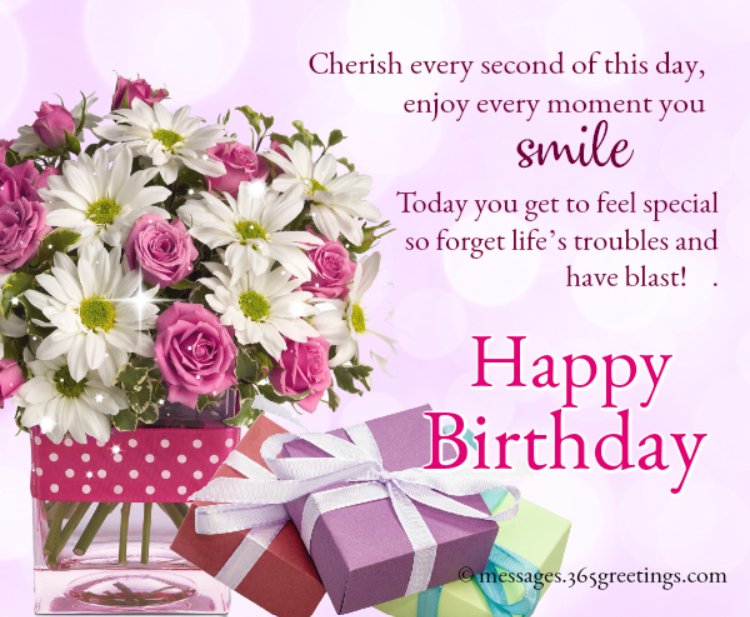 Cherish every second of this day,
enjoy every moment you
smile
Today you get to feel special
so forget life's troubles and
have blast!    .
Happy
Birthday
© messages.365greetings.com